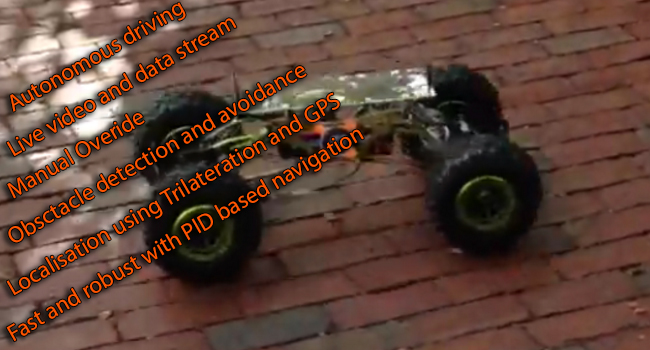 Autonomous driving
Live video and data stream
Manual Overide
Obsctacle detection and avoidance
Localisation using Trilateration and GPS
Fast and robust with PID based navigation